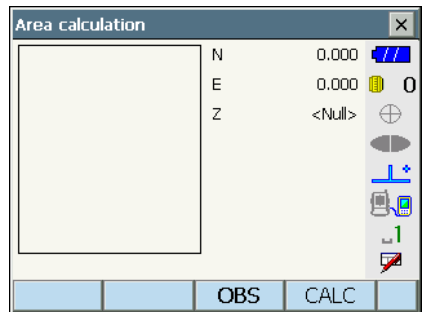 Area calculation
N 0.000
E 0.000 0
Z <Null>
1
OBS CALC